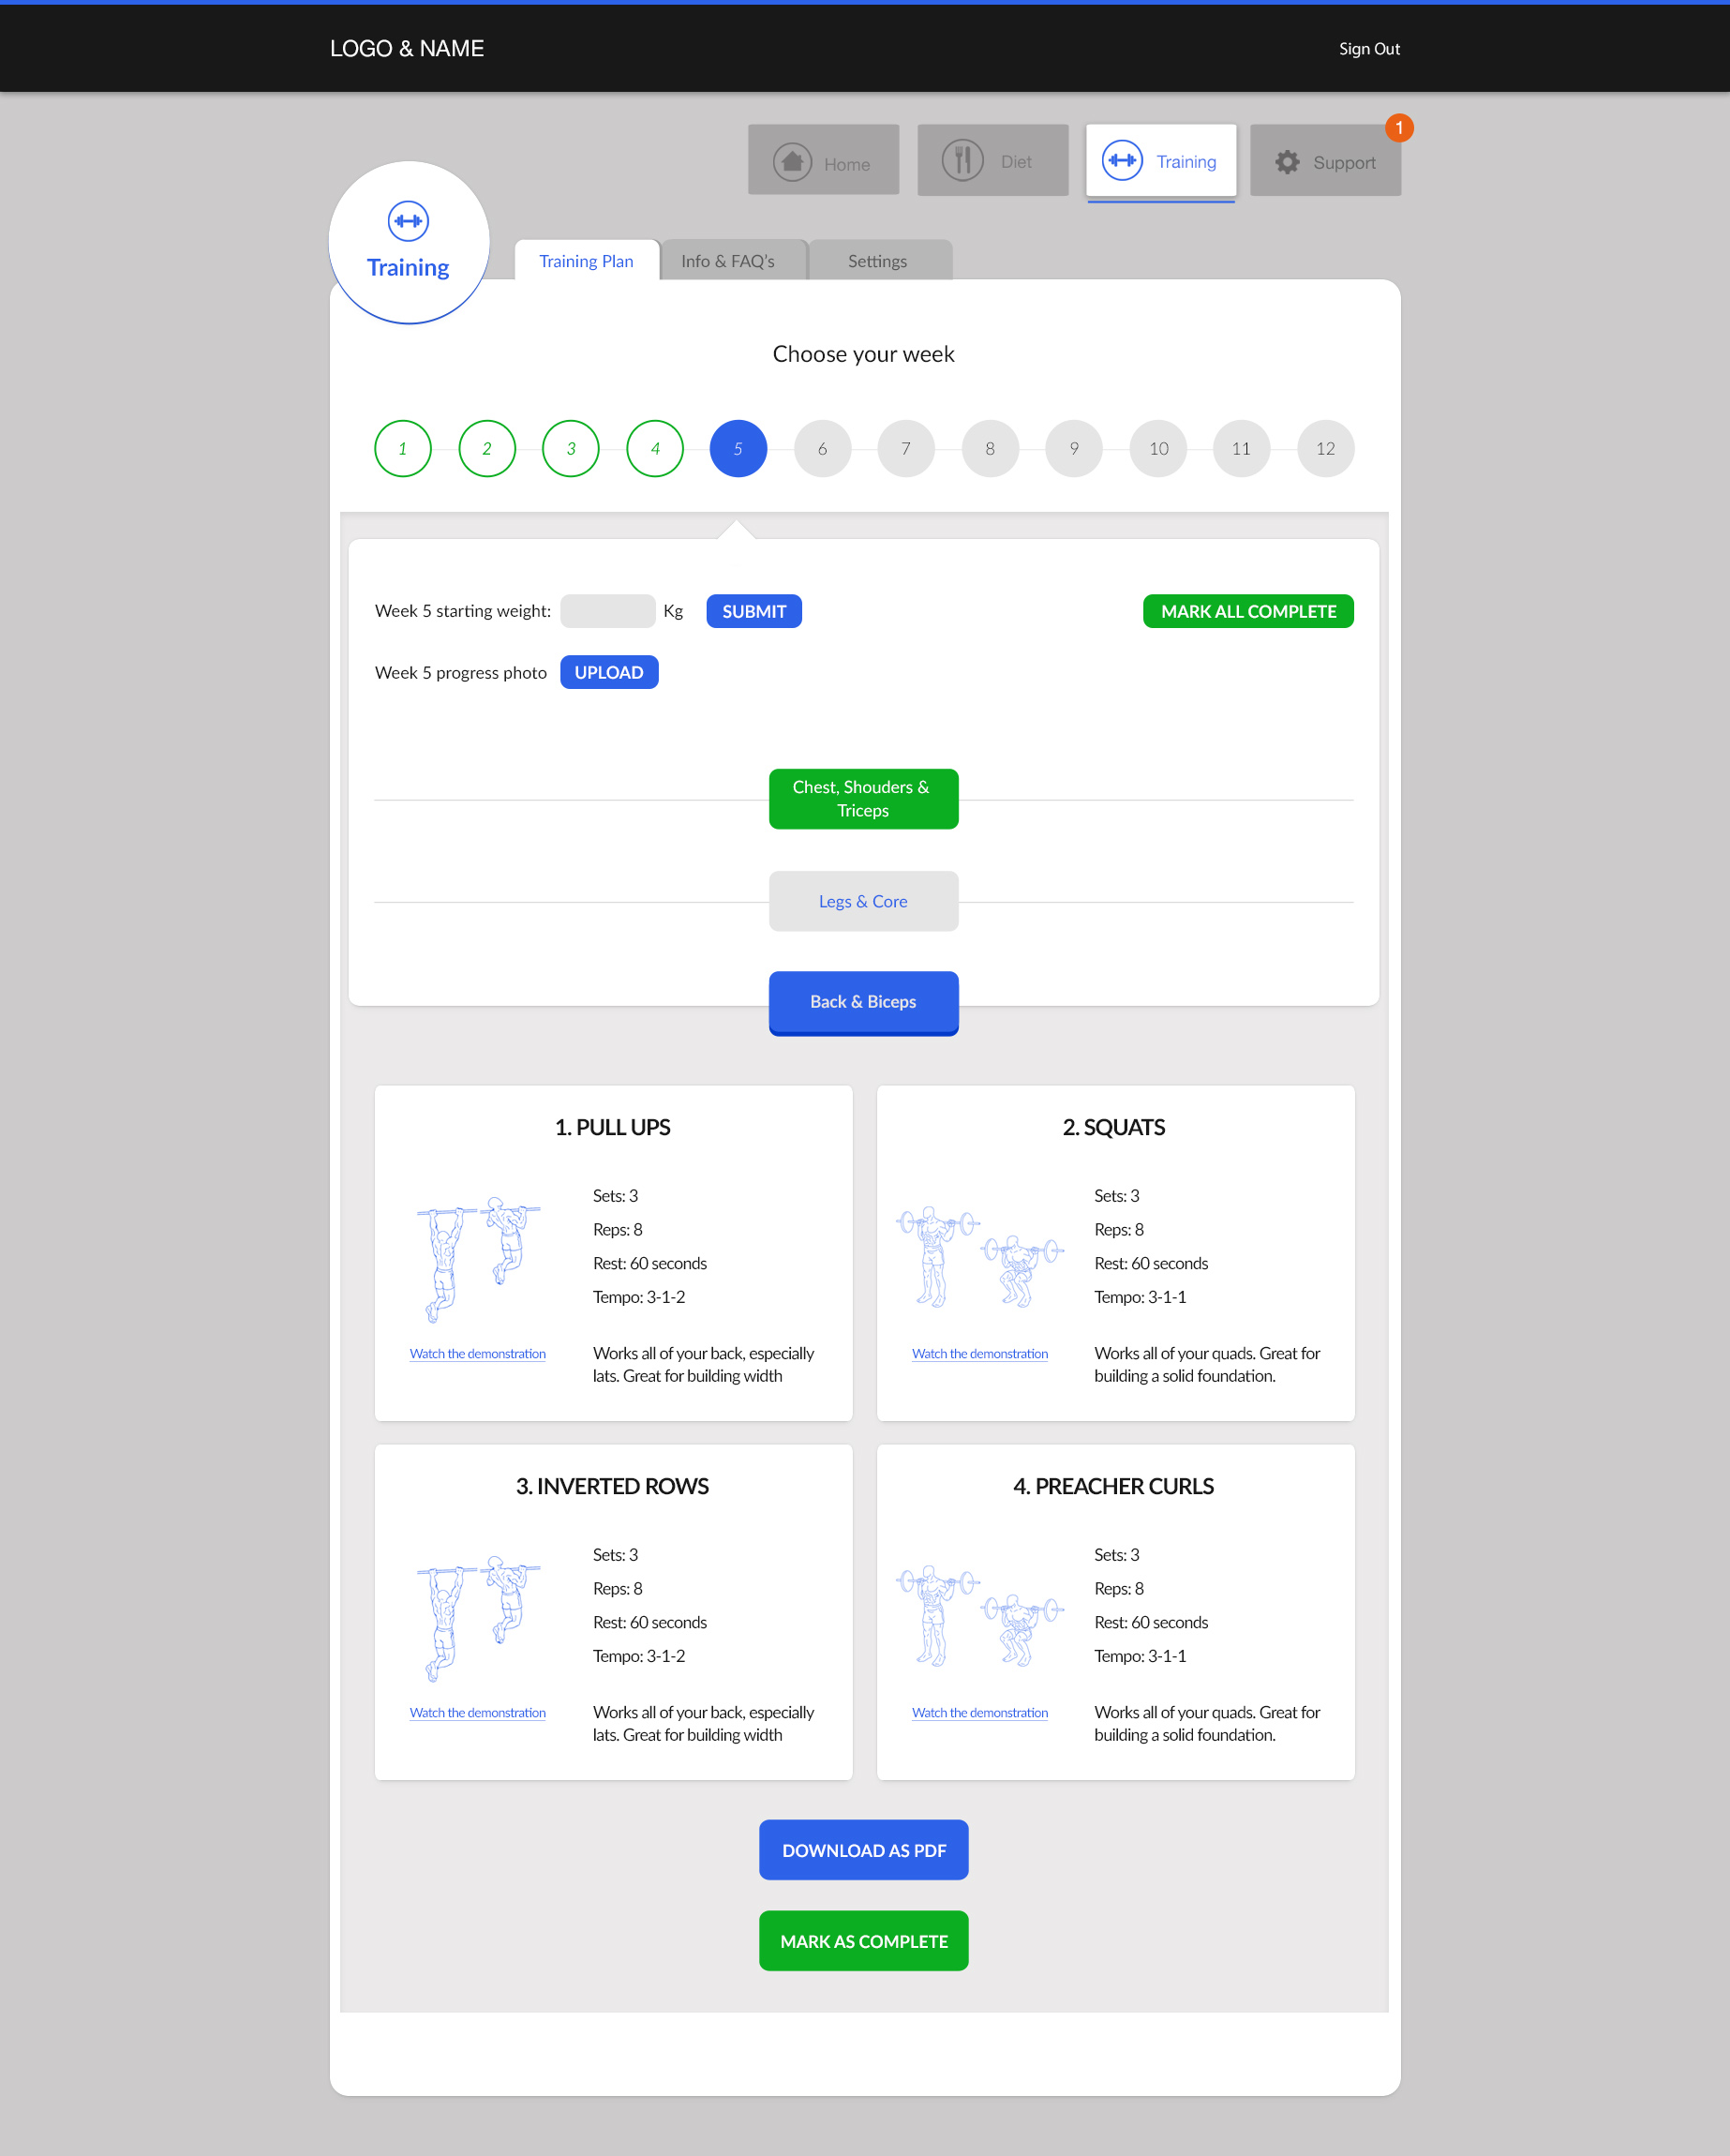 LOGO & NAME
Sign Out
Home
Diet
Training
Support
1
Training
Training Plan
Info & FAQ's
Settings
Choose your week
1
2
3
4
5
6
7
8
9
10
11
12
Week 5 starting weight:
Kg
SUBMIT
MARK ALL COMPLETE
Week 5 progress photo
UPLOAD
Chest, Shouders &
Triceps
Legs & Core
Back & Biceps
1. PULL UPS
Sets: 3
Reps: 8
Rest: 60 seconds
Tempo: 3-1-2
Watch the demonstration
Works all of your back, especially
lats. Great for building width
2. SQUATS
Sets: 3
Reps: 8
Rest: 60 seconds
Tempo: 3-1-1
Watch the demonstration
Works all of your quads. Great for
building a solid foundation.
3. INVERTED ROWS
Sets: 3
Reps: 8
Rest: 60 seconds
Tempo: 3-1-2
Watch the demonstration
Works all of your back, especially
lats. Great for building width
4. PREACHER CURLS
Sets: 3
Reps: 8
Rest: 60 seconds
Tempo: 3-1-1
Watch the demonstration
Works all of your quads. Great for
building a solid foundation.
DOWNLOAD AS PDF
MARK AS COMPLETE